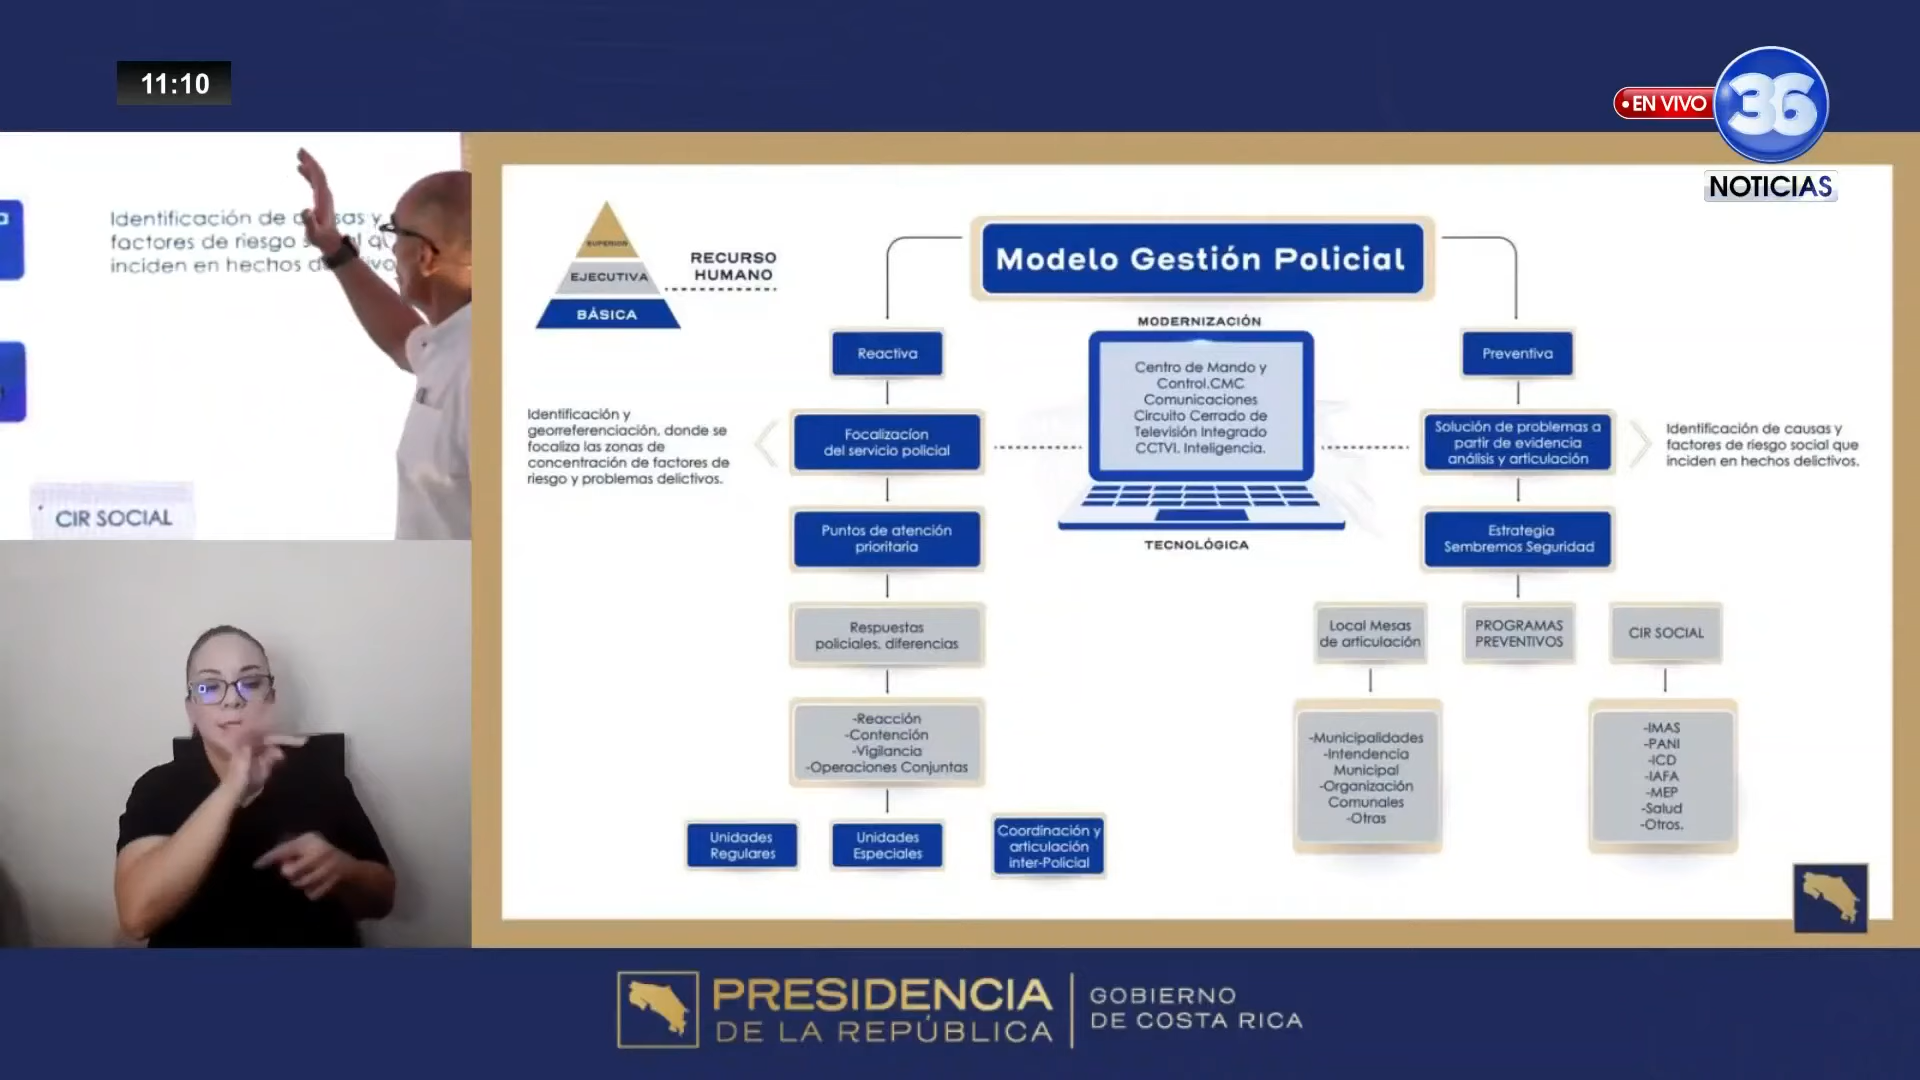 11:10
•EN VIVO
36
NOTICIAS
Identificación de causas y
factores de riesgo
inciden en hechos
CIR SOCIAL
SUPERIOR
EJECUTIVA
BÁSICA
RECURSO
HUMANO
Modelo Gestión Policial
MODERNIZACIÓN
Centro de Mando y
Control.CMC
Comunicaciones
Circuito Cerrado de
Televisión Integrado
CCTVI. Inteligencia.
TECNOLÓGICA
Reactiva
Focalizacíon
del servicio policial
Identificación y
georreferenciación, donde se
focaliza las zonas de
concentración de factores de
riesgo y problemas delictivos.
Puntos de atención
prioritaria
Respuestas
policiales. diferencias
-Reacción
-Contención
-Vigilancia
-Operaciones Conjuntas
Unidades
Regulares
Unidades
Especiales
Coordinación y
articulación
inter-Policial
Preventiva
Solución de problemas a
partir de evidencia
análisis y articulación
Identificación de causas y
factores de riesgo social que
inciden en hechos delictivos.
Estrategia
Sembremos Seguridad
Local Mesas
de articulación
PROGRAMAS
PREVENTIVOS
CIR SOCIAL
-Municipalidades
-Intendencia
Municipal
-Organización
Comunales
-Otras
-IMAS
-PANI
-ICD
-IAFA
-MEP
-Salud
-Otros.
PRESIDENCIA
DE LA REPÚBLICA
GOBIERNO
DE COSTA RICA